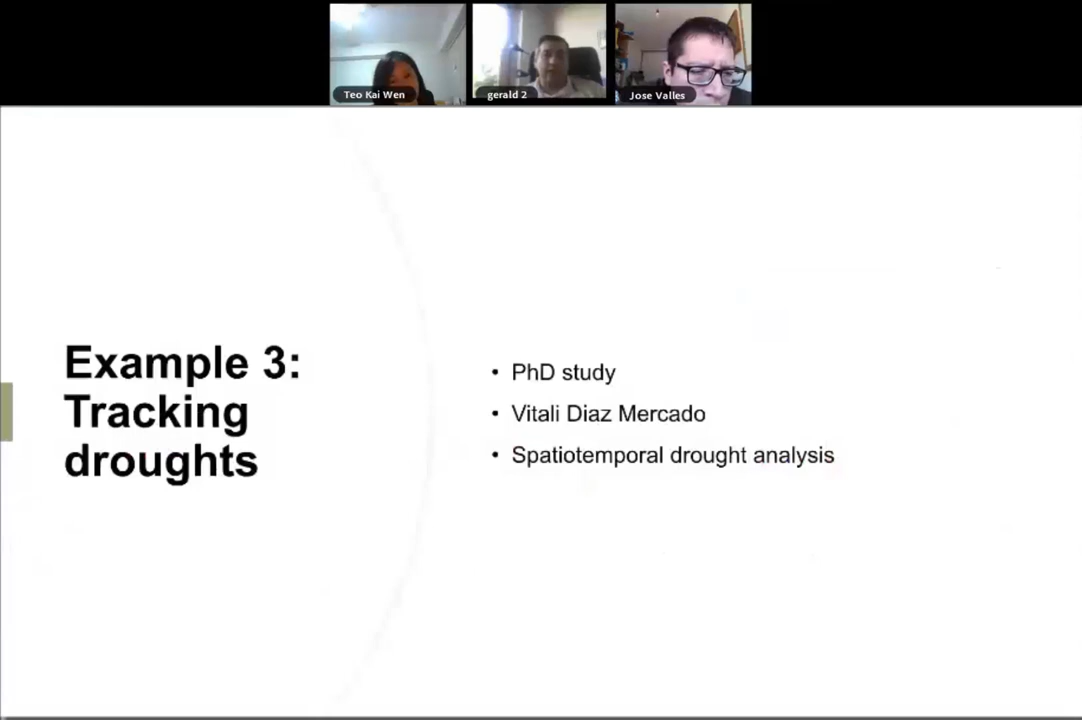 Teo Kai Wen
gerald 2
Jose Valles
Example 3:
Tracking
droughts
• PhD study
• Vitali Diaz Mercado
• Spatiotemporal drought analysis